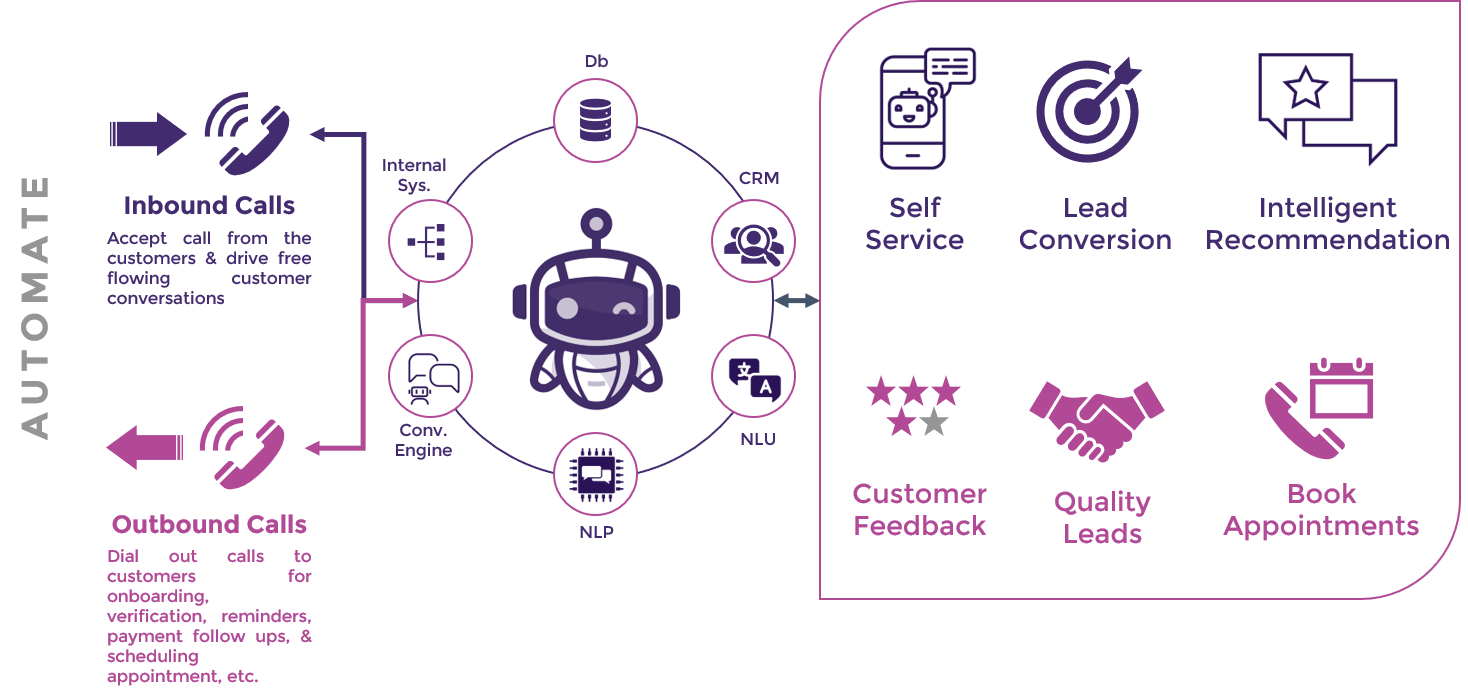 AUTOMATE
Inbound Calls
Accept call from the
customers & drive free
flowing customer
conversations
Outbound Calls
Dial out calls to
customers for
onboarding,
verification, reminders,
payment follow ups, &
scheduling
appointment, etc.
Db
Internal
Sys.
CRM
Conv.
Engine
文
A
NLU
NLP
Self
Service
Lead
Conversion
Intelligent
Recommendation
Customer
Feedback
Quality
Leads
Book
Appointments